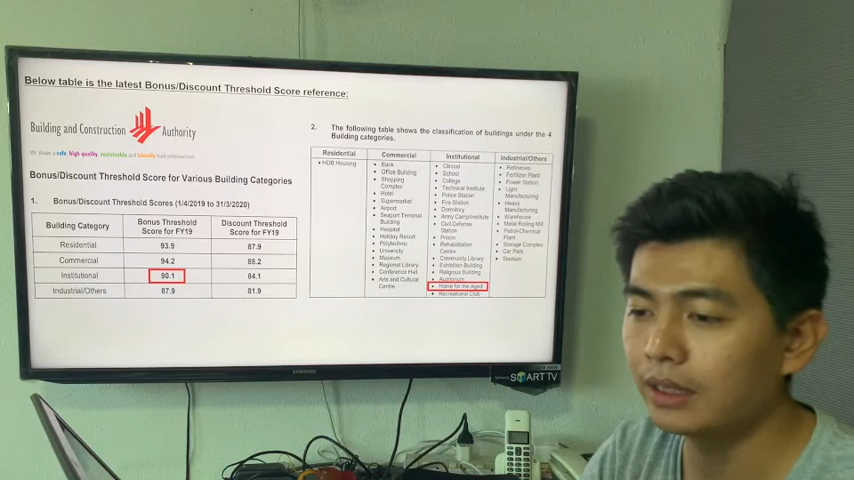 Below table is the latest Bonus/Discount Threshold Score reference:
Building and Construction Authority
We shape a safe, high quality, sustainable and friendly built environment.
Bonus/Discount Threshold Score for Various Building Categories
1. Bonus/Discount Threshold Scores (1/4/2019 to 31/3/2020)
Building Category
Bonus Threshold Score for FY19
Discount Threshold Score for FY19
Residential 93.9 87.9
Commercial 94.2 88.2
Institutional 90.1 84.1
Industrial/Others 87.9 81.9
2. The following table shows the classification of buildings under the 4
Building categories.
Residential
• HDB Housing
Commercial
• Bank
• Office Building
• Shopping
Complex
• Hotel
• Supermarket
• Airport
• Seaport Terminal
Building
• Hospital
• Holiday Resort
• Polytechnic
• University
• Museum
• Regional Library
• Conference Hall
• Arts and Cultural
Centre
Institutional
• Clinical
• School
• College
• Technical Institute
• Police Station
• Fire Station
• Dormitory
• Army Camp/Institute
• Civil Defense
Station
• Prison
• Rehabilitation
Centre
• Community Library
• Exhibition Building
• Religious Building
• Auditorium
• Home for the Aged
• Recreational Club
Industrial/Others
• Refineries
• Fertilizer Plant
• Power Station
• Light
Manufacturing
• Heavy
Manufacturing
• Warehouse
• Metal Rolling Mill
• Petrol-Chemical
Plant
• Storage Complex
• Car Park
• Stadium
SAMSUNG
SMART TV